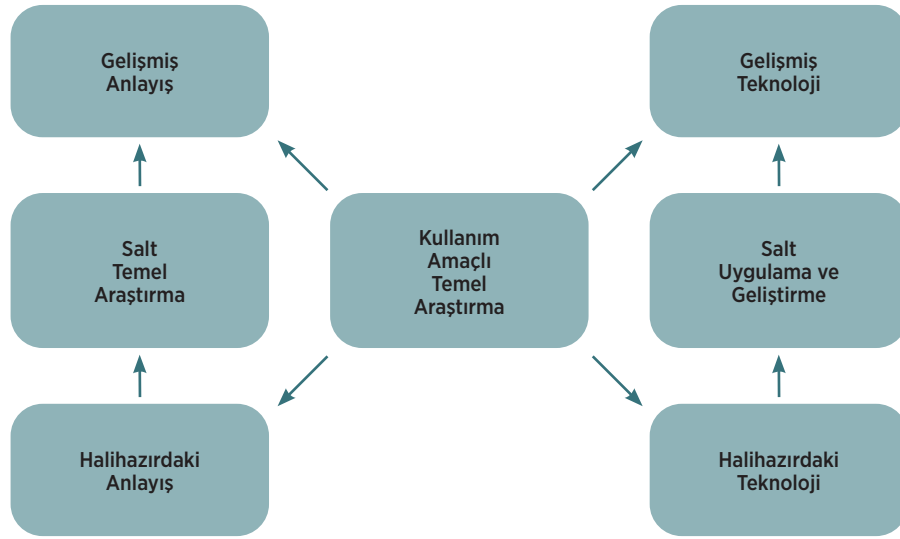 Gelişmiş
Anlayış
Gelişmiş
Teknoloji
Salt
Temel
Araştırma
Kullanım
Amaçlı
Temel
Araştırma
Salt
Uygulama ve
Geliştirme
Halihazırdaki
Anlayış
Halihazırdaki
Teknoloji